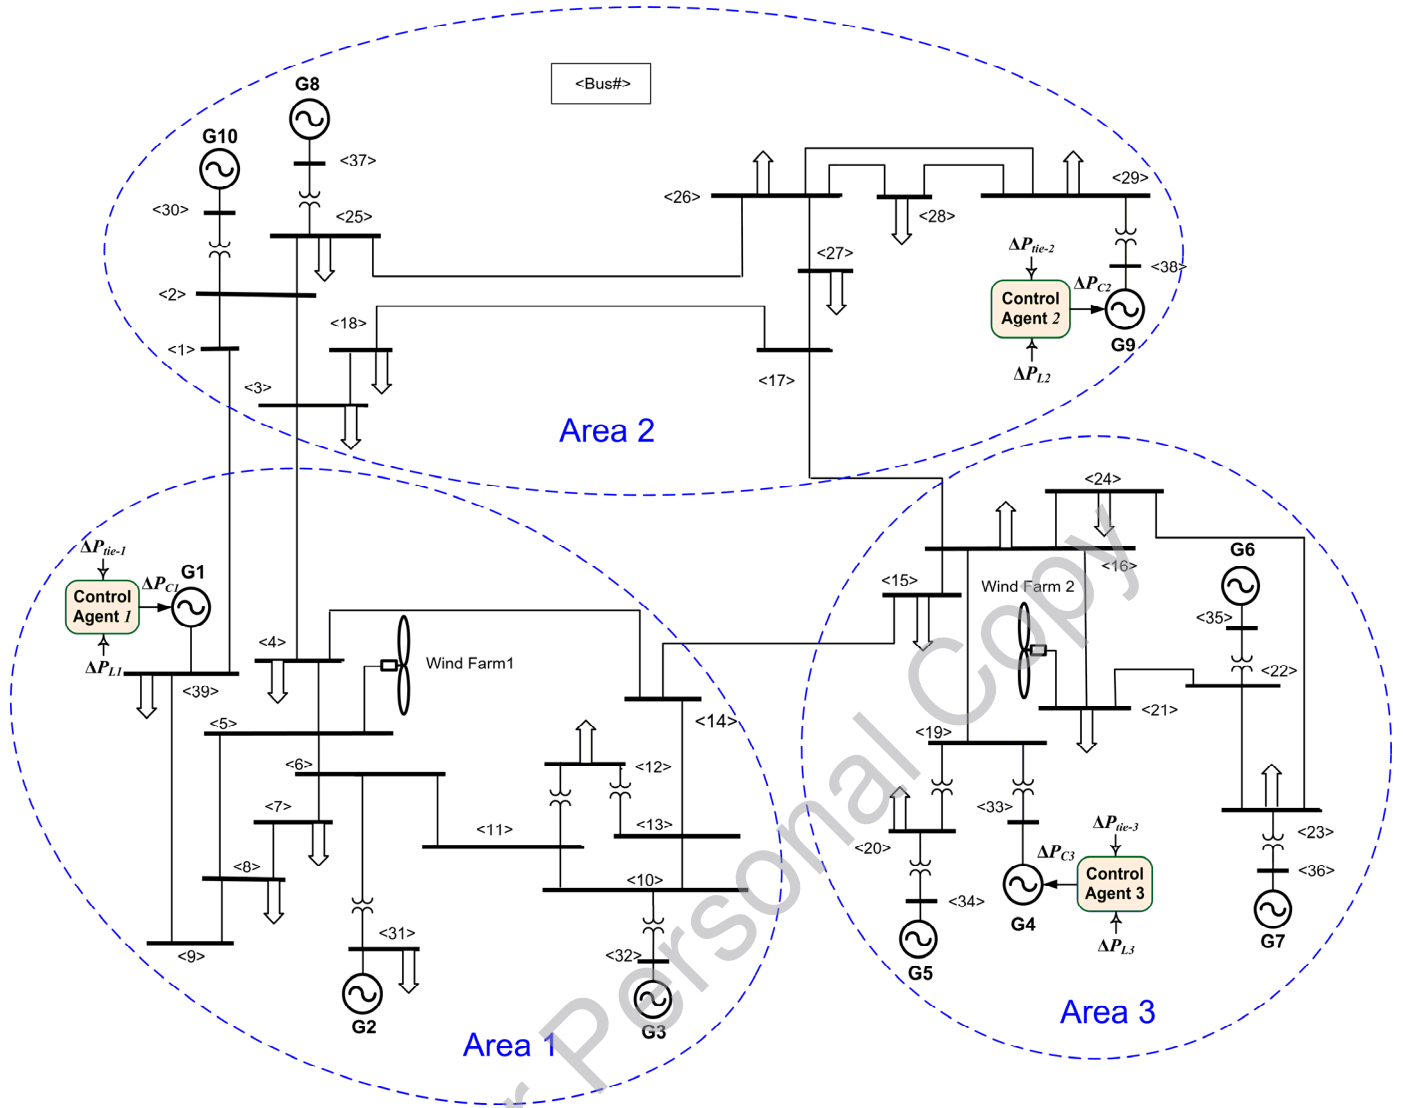 <Bus#>
G8
G10
<37>
<30>
<25>
<26>
<28>
<29>
<27>
<38>
ΔPtie-2
ΔPC2
Control
Agent 2
G9
ΔPL2
<2>
<18>
<1>
<3>
<17>
Area 2
<24>
<16>
G6
ΔPtie-1
ΔPC1
G1
Control
Agent 1
ΔPL1
<39>
<15>
Wind Farm 2
<35>
<4>
Wind Farm1
<22>
<14>
<21>
<5>
<19>
<6>
<12>
<7>
<11>
<13>
<33>
ΔPtie-3
<23>
<20>
ΔPC3
<8>
<10>
Control
Agent 3
<36>
<34>
G4
G7
<31>
ΔPL3
<9>
<32>
G5
G2
G3
Area 1
Area 3
r Personal Copy